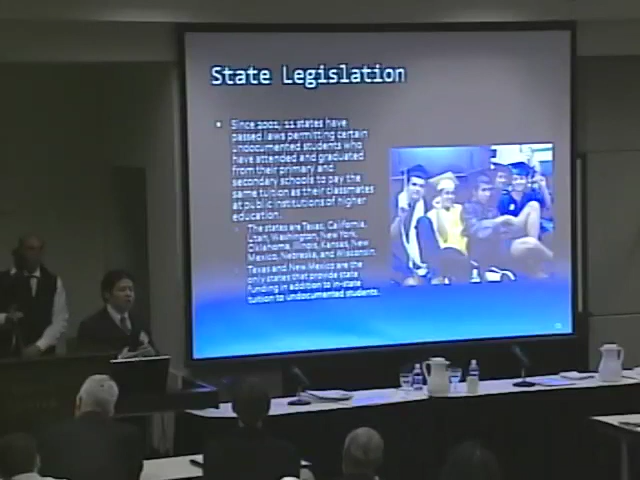 State Legislation
• Since 2001, 11 states have
passed laws permitting certain
undocumented students who
have attended and graduated
from their primary and
secondary schools to pay the
same tuition as their classmates
at public institutions of higher
education.
The states are Texas, California,
Utah, Washington, New York,
Oklahoma, Illinois, Kansas, New
Mexico, Nebraska, and Wisconsin.
Texas and New Mexico are the
only states that provide state
funding in addition to in-state
tuition to undocumented students.